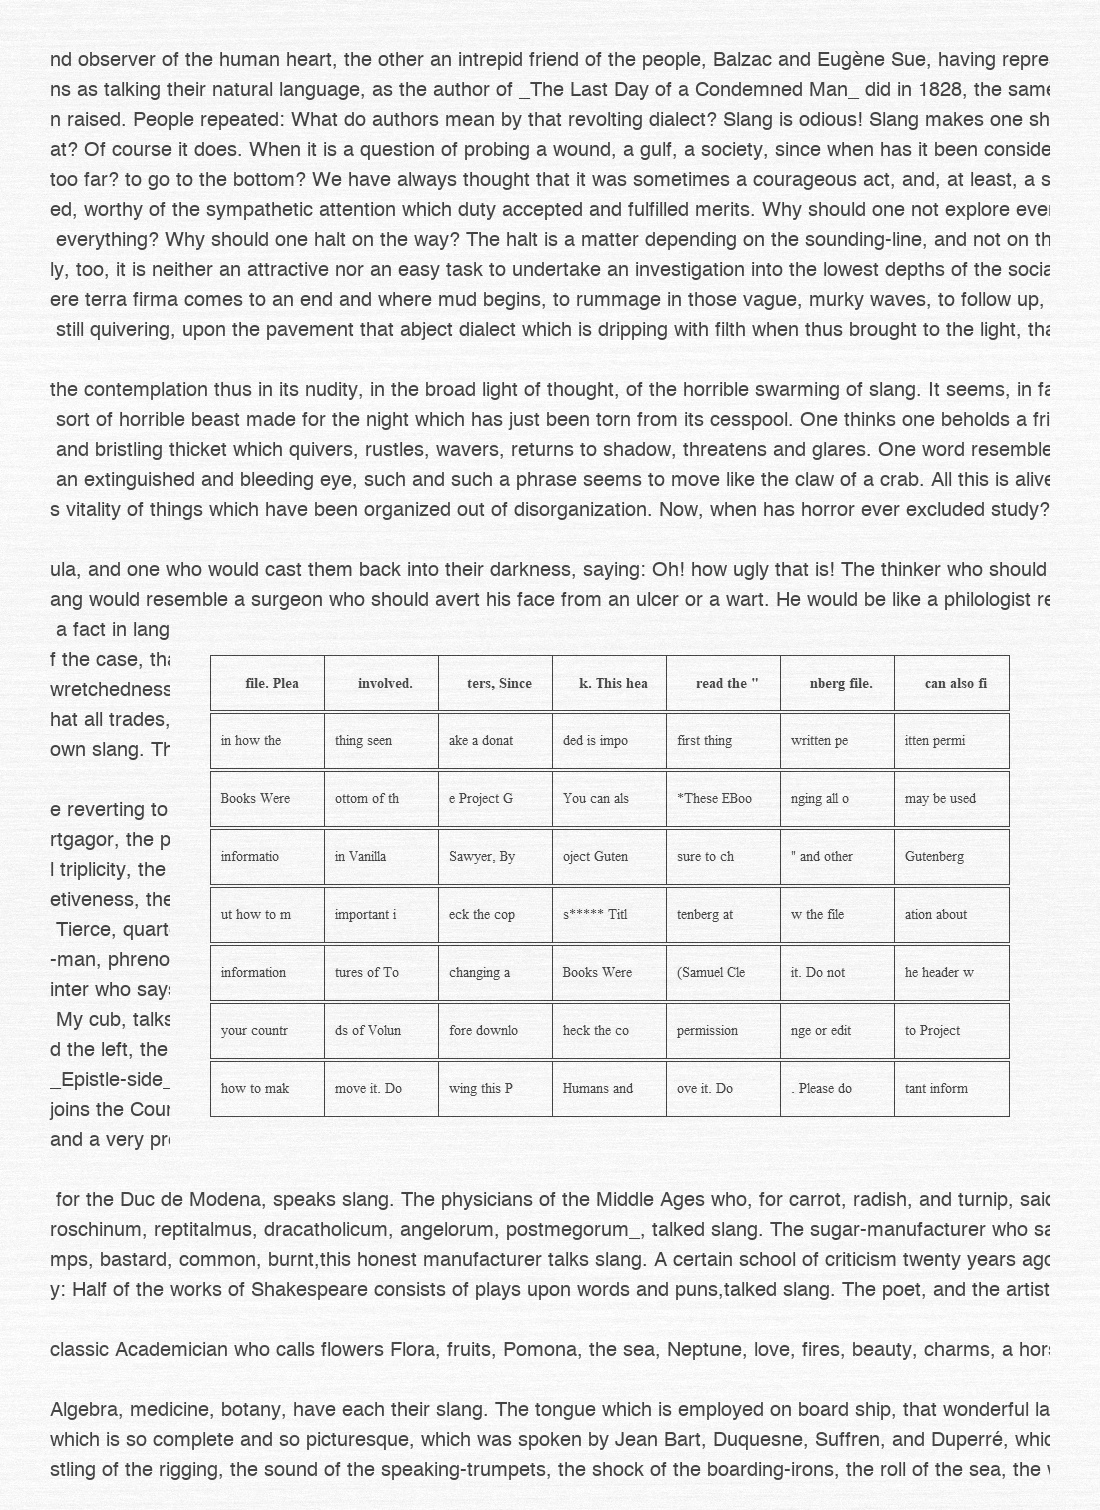 nd observer of the human heart, the other an intrepid friend of the people, Balzac and Eugène Sue, having repre
ns as talking their natural language, as the author of _The Last Day of a Condemned Man_ did in 1828, the same
n raised. People repeated: What do authors mean by that revolting dialect? Slang is odious! Slang makes one sh
at? Of course it does. When it is a question of probing a wound, a gulf, a society, since when has it been conside
too far? to go to the bottom? We have always thought that it was sometimes a courageous act, and, at least, a s
ed, worthy of the sympathetic attention which duty accepted and fulfilled merits. Why should one not explore ever
everything? Why should one halt on the way? The halt is a matter depending on the sounding-line, and not on th
ly, too, it is neither an attractive nor an easy task to undertake an investigation into the lowest depths of the socia
ere terra firma comes to an end and where mud begins, to rummage in those vague, murky waves, to follow up,
still quivering, upon the pavement that abject dialect which is dripping with filth when thus brought to the light, tha
the contemplation thus in its nudity, in the broad light of thought, of the horrible swarming of slang. It seems, in fa
sort of horrible beast made for the night which has just been torn from its cesspool. One thinks one beholds a fri
and bristling thicket which quivers, rustles, wavers, returns to shadow, threatens and glares. One word resemble
an extinguished and bleeding eye, such and such a phrase seems to move like the claw of a crab. All this is alive
s vitality of things which have been organized out of disorganization. Now, when has horror ever excluded study?
ula, and one who would cast them back into their darkness, saying: Oh! how ugly that is! The thinker who should
ang would resemble a surgeon who should avert his face from an ulcer or a wart. He would be like a philologist re
a fact in lang
f the case, tha
wretchedness
hat all trades,
own slang. Th
e reverting to
rtgagor, the p
l triplicity, the
etiveness, the
Tierce, quart
-man, phreno
inter who says
My cub, talks
d the left, the
_Epistle-side_
joins the Cour
and a very pr
file. Plea involved. ters, Since k. This hea read the " nberg file. can also fi
in how the thing seen ake a donat ded is impo first thing written pe itten permi
Books Were ottom of th e Project G You can als *These EBoo nging all o may be used
informatio in Vanilla Sawyer, By oject Guten sure to ch " and other Gutenberg
ut how to m important i eck the cop s***** Titl tenberg at w the file ation about
information tures of To changing a Books Were (Samuel Cle it. Do not he header w
your countr ds of Volun fore downlo heck the co permission nge or edit to Project
how to mak move it. Do wing this P Humans and ove it. Do . Please do tant inform
for the Duc de Modena, speaks slang. The physicians of the Middle Ages who, for carrot, radish, and turnip, said
roschinum, reptitalmus, dracatholicum, angelorum, postmegorum_, talked slang. The sugar-manufacturer who sa
mps, bastard, common, burnt,this honest manufacturer talks slang. A certain school of criticism twenty years ago
y: Half of the works of Shakespeare consists of plays upon words and puns,talked slang. The poet, and the artist
classic Academician who calls flowers Flora, fruits, Pomona, the sea, Neptune, love, fires, beauty, charms, a hors
Algebra, medicine, botany, have each their slang. The tongue which is employed on board ship, that wonderful la
which is so complete and so picturesque, which was spoken by Jean Bart, Duquesne, Suffren, and Duperré, whic
stling of the rigging, the sound of the speaking-trumpets, the shock of the boarding-irons, the roll of the sea, the